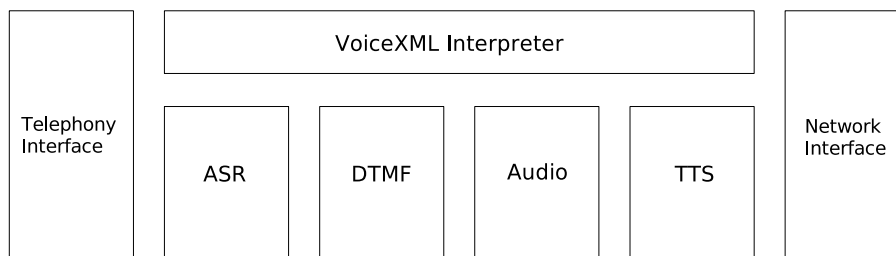 VoiceXML Interpreter
Telephony
Interface
ASR
DTMF
Audio
TTS
Network
Interface